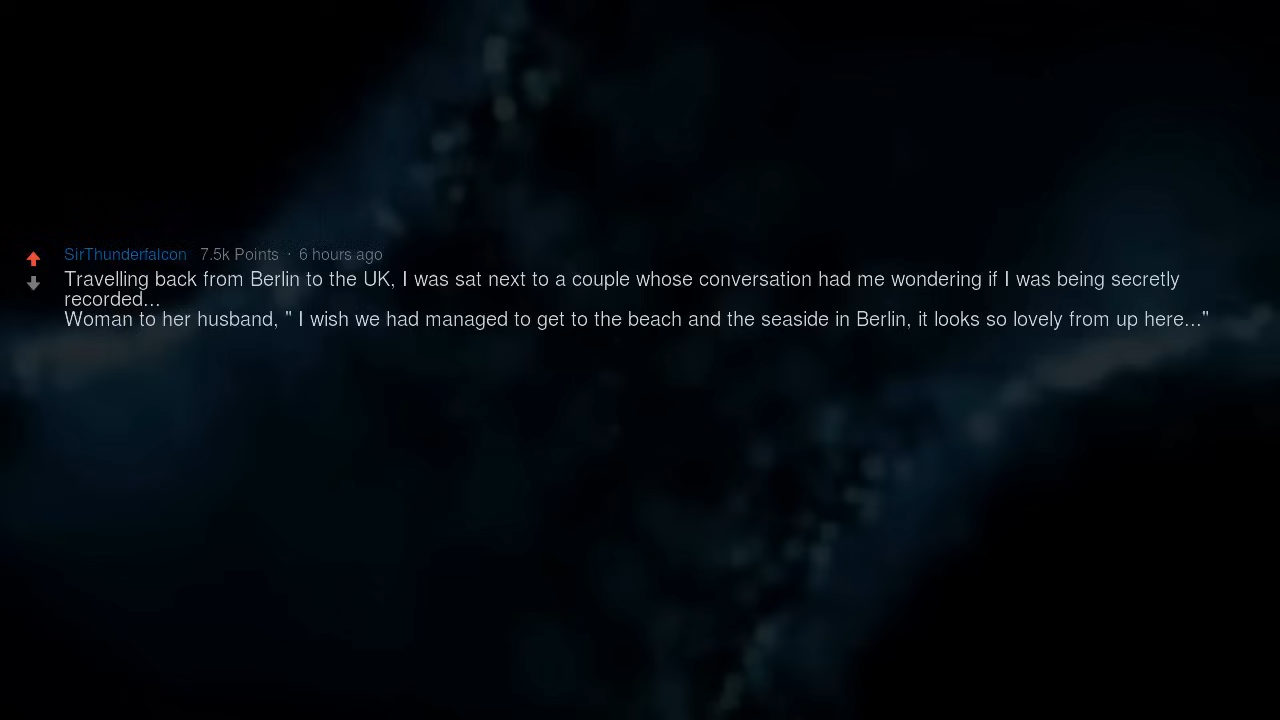 SirThunderfalcon 7.5k Points · 6 hours ago
Travelling back from Berlin to the UK, I was sat next to a couple whose conversation had me wondering if I was being secretly
recorded...
Woman to her husband, " I wish we had managed to get to the beach and the seaside in Berlin, it looks so lovely from up here..."